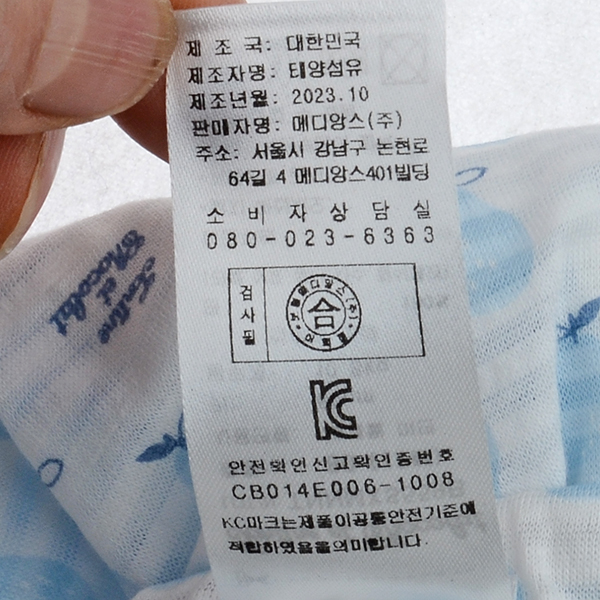 제 조 국: 대한민국
제조자명: 태양섬유
제조년월: 2023.10
판매자명: 메디앙스(주)
주소: 서울시 강남구 논현로
64길 4 메디앙스401빌딩
소 비 자 상 담 실
080-023-6363
검사필
合
KC
안전확인신고확인증번호
CB014E006-1008
KC마크는제품이공통안전기준에
적합하였음을의미합니다.
et
Chocolat